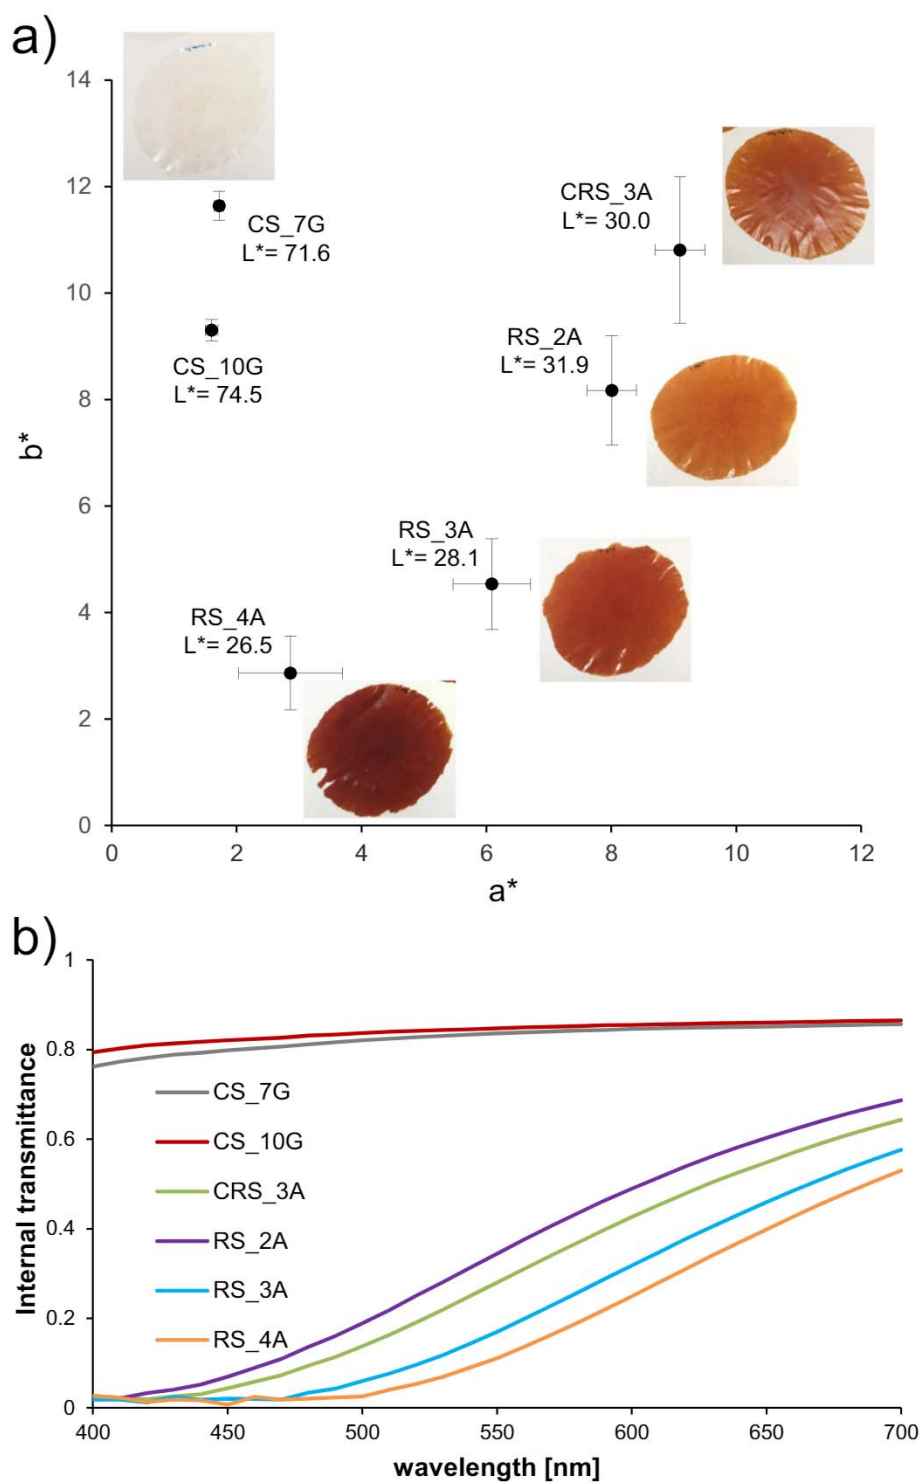 a)
14
12
10
8
6
4
2
0
b*
CS_7G
L*= 71.6
CS_10G
L*= 74.5
CRS_3A
L*= 30.0
RS_2A
L*= 31.9
RS_3A
L*= 28.1
RS_4A
L*= 26.5
0 2 4 6 8 10 12
a*
b)
1
0.8
0.6
0.4
0.2
0
Internal transmittance
CS_7G
CS_10G
CRS_3A
RS_2A
RS_3A
RS_4A
400 450 500 550 600 650 700
wavelength [nm]